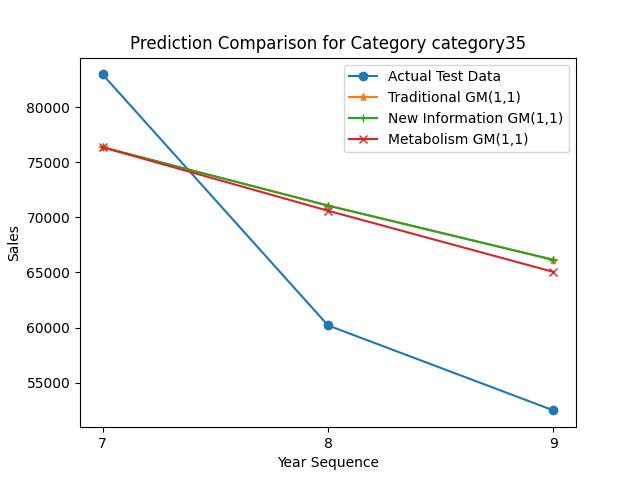 Prediction Comparison for Category category35
Actual Test Data
Traditional GM(1,1)
New Information GM(1,1)
Metabolism GM(1,1)
80000
75000
70000
65000
60000
55000
Sales
7
8
9
Year Sequence